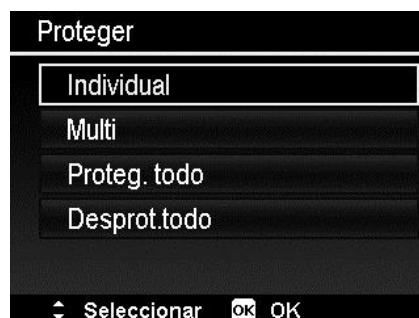 Proteger
Individual
Multi
Proteg. todo
Desprot.todo
Seleccionar OK OK